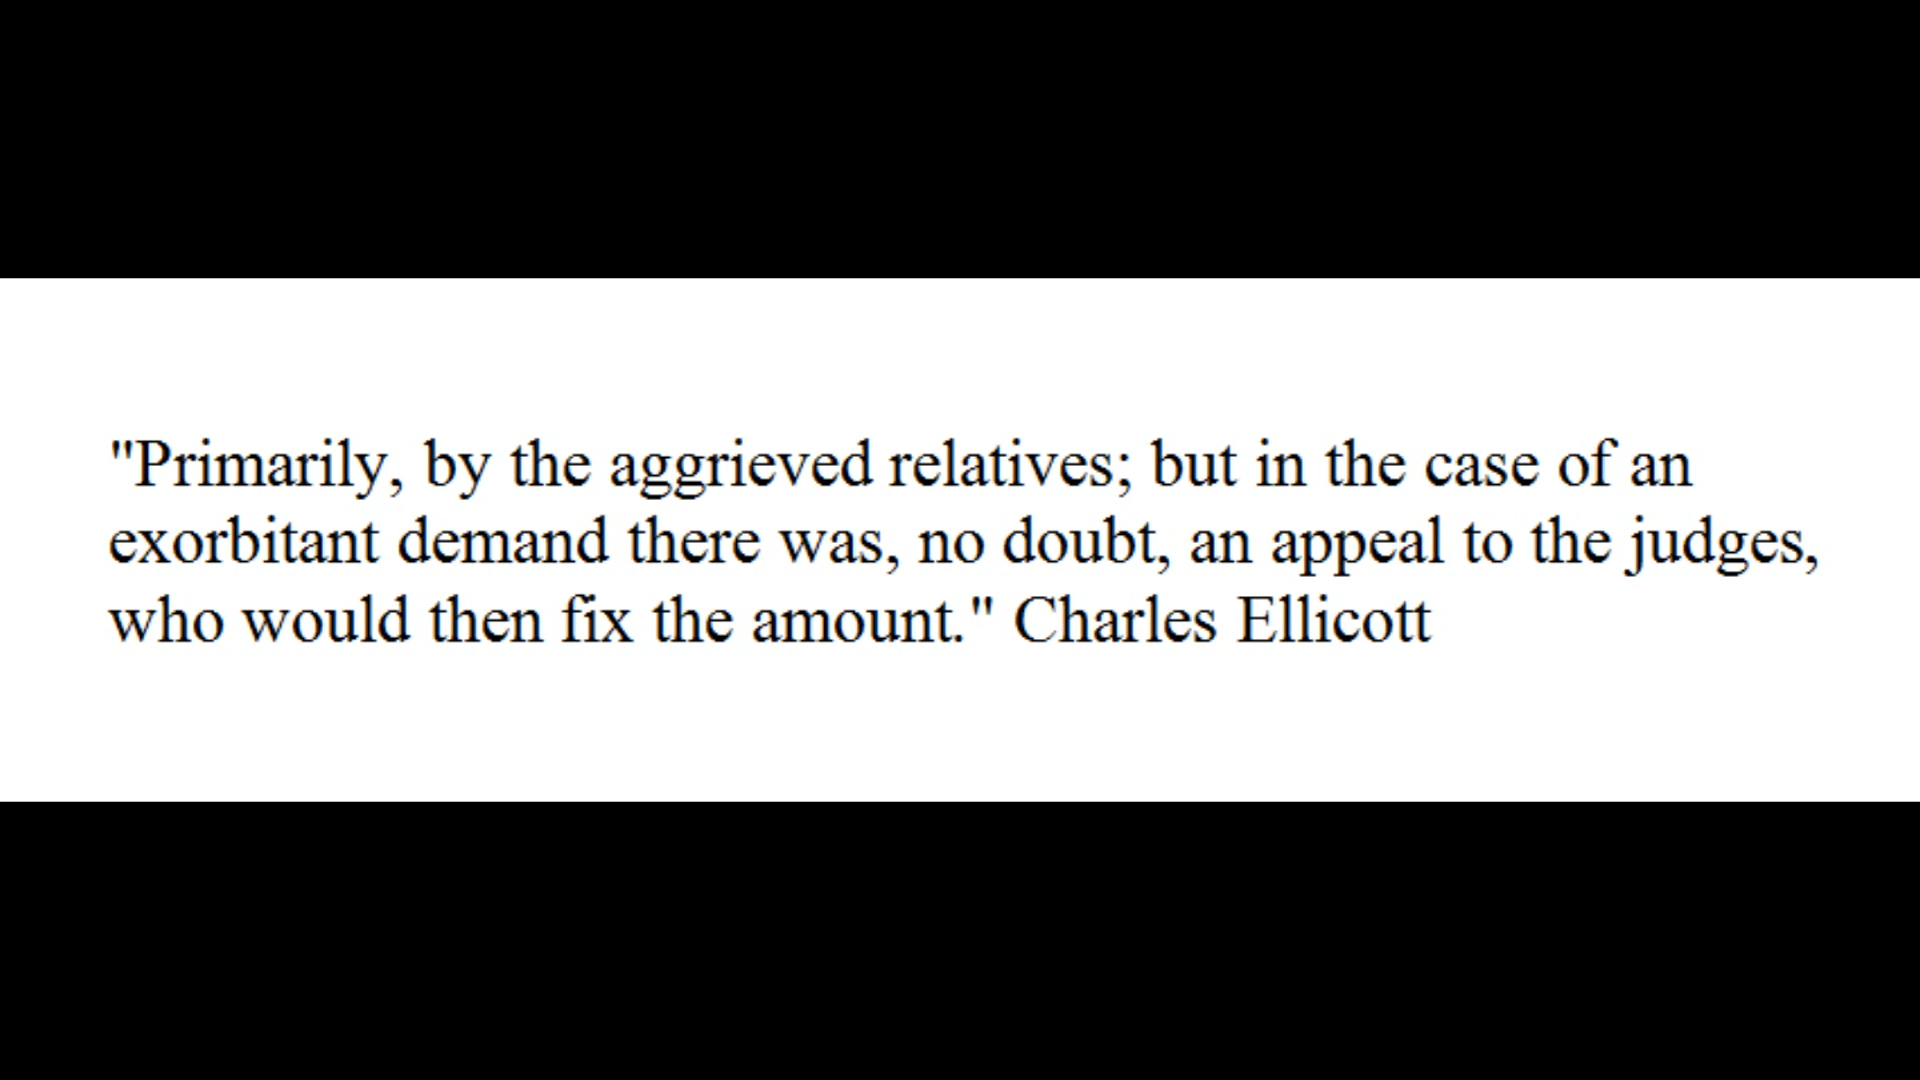 "Primarily, by the aggrieved relatives; but in the case of an
exorbitant demand there was, no doubt, an appeal to the judges,
who would then fix the amount." Charles Ellicott